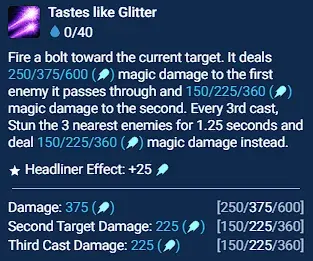 Tastes like Glitter
0/40
Fire a bolt toward the current target. It deals
250/375/600 () magic damage to the first
enemy it passes through and 150/225/360 ()
magic damage to the second. Every 3rd cast,
Stun the 3 nearest enemies for 1.25 seconds and
deal 150/225/360 () magic damage instead.
Headliner Effect: +25
Damage: 375 () [250/375/600]
Second Target Damage: 225 () [150/225/360]
Third Cast Damage: 225 () [150/225/360]